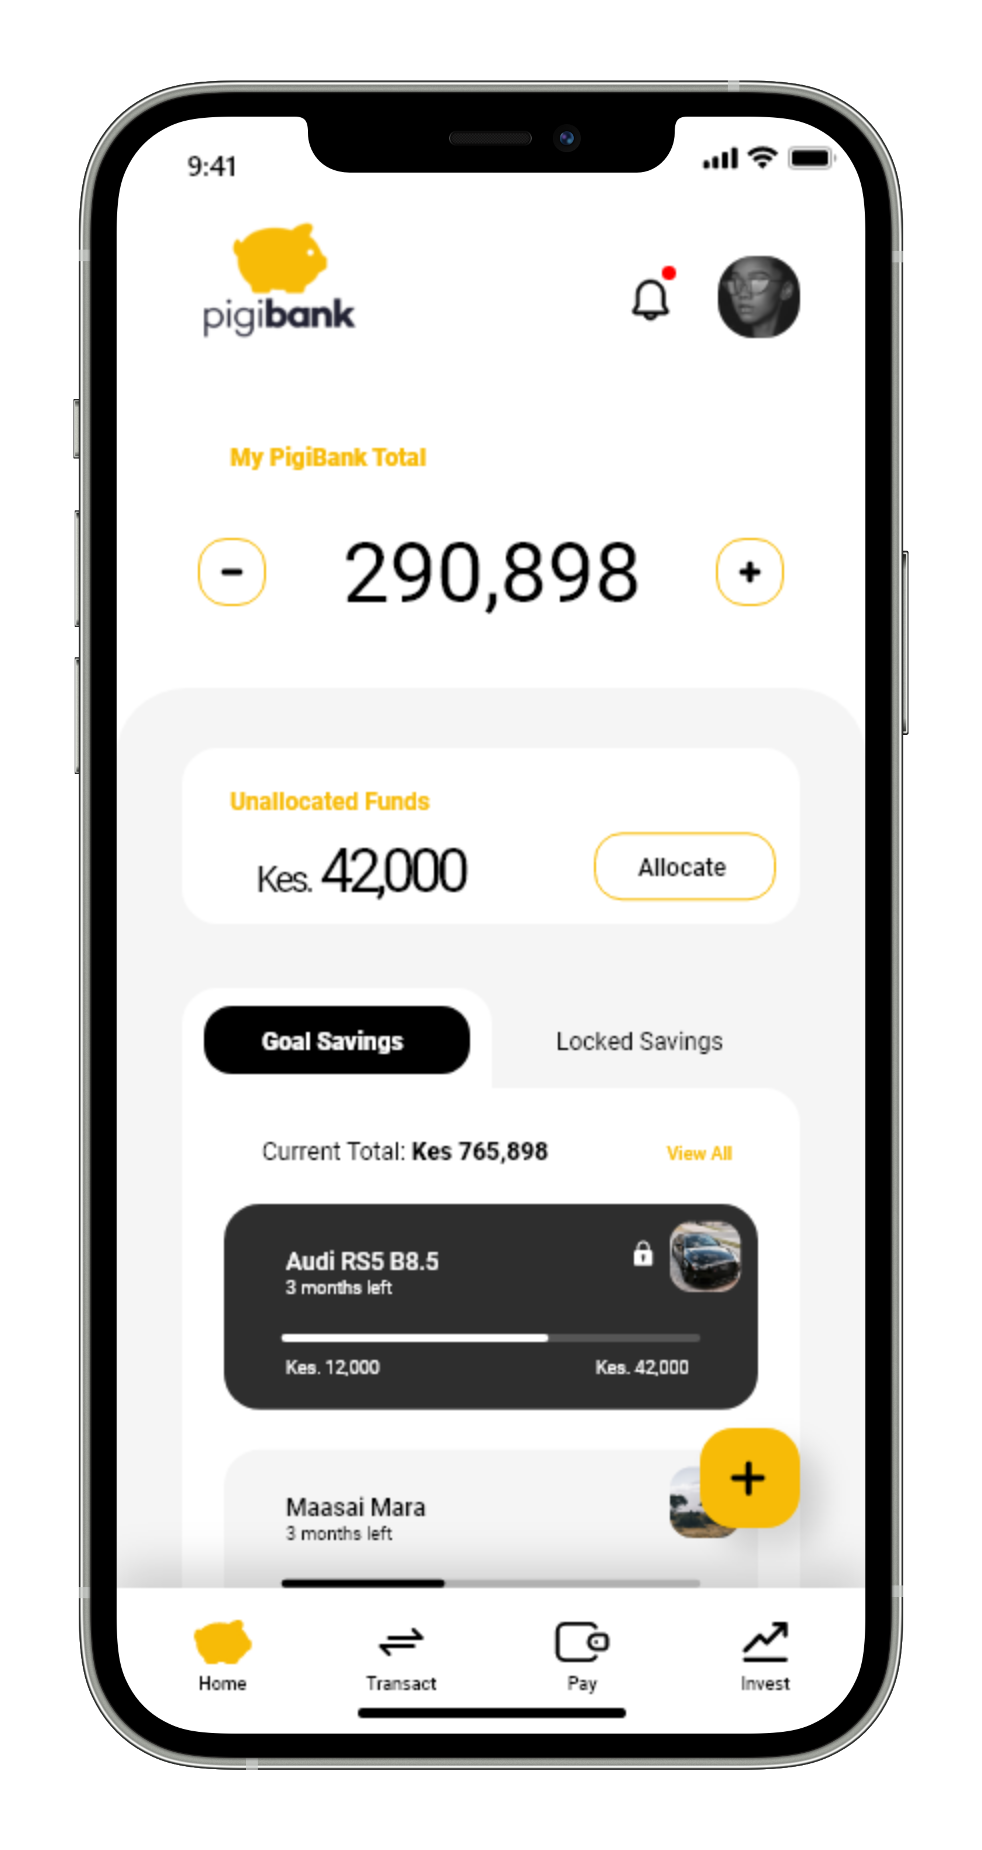 9:41
pigibank
My PigiBank Total
290,898
Unallocated Funds
Kes. 42,000
Allocate
Goal Savings
Locked Savings
Current Total: Kes 765,898
View All
Audi RS5 B8.5
3 months left
Kes. 12,000
Kes. 42,000
Maasai Mara
3 months left
Home
Transact
Pay
Invest